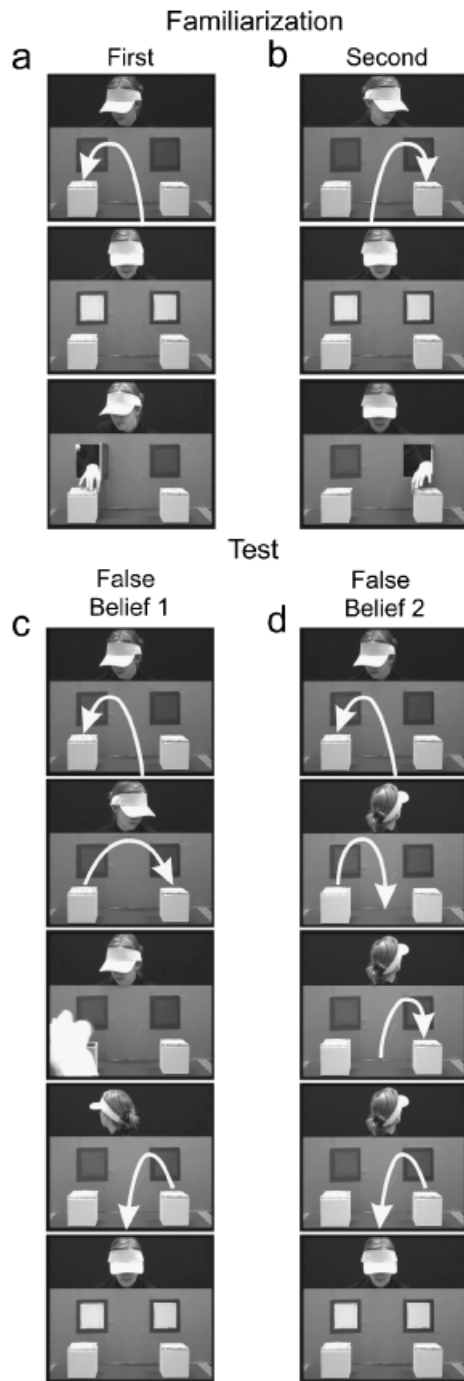 Familiarization
a
First
b
Second
Test
c
False
Belief 1
d
False
Belief 2